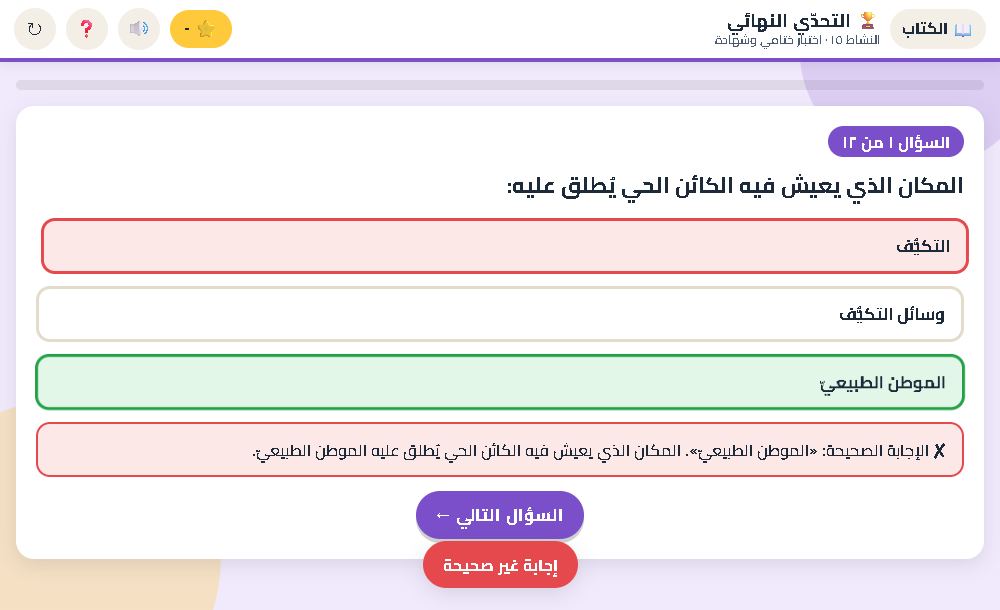 📖 الكتاب
🏆 التحدّي النهائي
النشاط ١٥ · اختبار ختامي وشهادة
⭐ -
السؤال ١ من ١٢
المكان الذي يعيش فيه الكائن الحي يُطلق عليه:
التكيُّف
وسائل التكيُّف
الموطن الطبيعيّ
✗ الإجابة الصحيحة: «الموطن الطبيعيّ». المكان الذي يعيش فيه الكائن الحي يُطلق عليه الموطن الطبيعيّ.
السؤال التالي ←
إجابة غير صحيحة